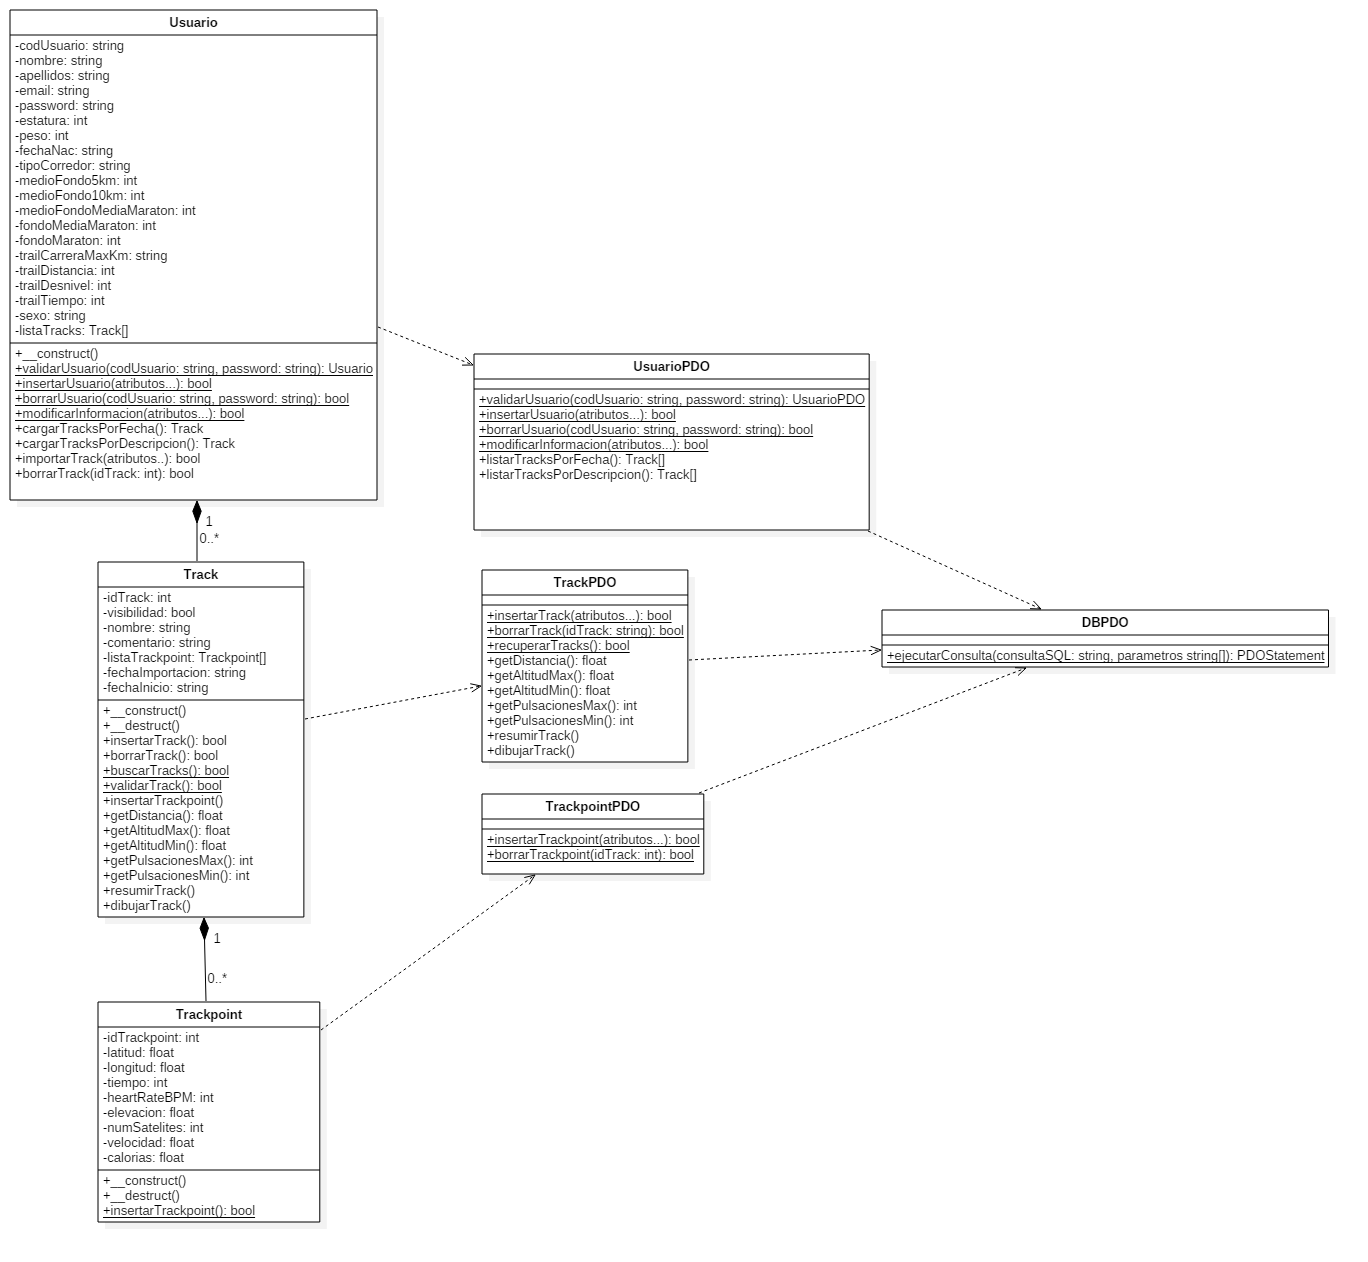 Usuario
-codUsuario: string
-nombre: string
-apellidos: string
-email: string
-password: string
-estatura: int
-peso: int
-fechaNac: string
-tipoCorredor: string
-medioFondo5km: int
-medioFondo10km: int
-medioFondoMediaMaraton: int
-fondoMediaMaraton: int
-fondoMaraton: int
-trailCarreraMaxKm: string
-trailDistancia: int
-trailDesnivel: int
-trailTiempo: int
-sexo: string
-listaTracks: Track[]
+__construct()
+validarUsuario(codUsuario: string, password: string): Usuario
+insertarUsuario(atributos...): bool
+borrarUsuario(codUsuario: string, password: string): bool
+modificarInformacion(atributos...): bool
+cargarTracksPorFecha(): Track
+cargarTracksPorDescripcion(): Track
+importarTrack(atributos..): bool
+borrarTrack(idTrack: int): bool
1
0..*
UsuarioPDO
+validarUsuario(codUsuario: string, password: string): UsuarioPDO
+insertarUsuario(atributos...): bool
+borrarUsuario(codUsuario: string, password: string): bool
+modificarInformacion(atributos...): bool
+listarTracksPorFecha(): Track[]
+listarTracksPorDescripcion(): Track[]
Track
-idTrack: int
-visibilidad: bool
-nombre: string
-comentario: string
-listaTrackpoint: Trackpoint[]
-fechaImportacion: string
-fechaInicio: string
+__construct()
+__destruct()
+insertarTrack(): bool
+borrarTrack(): bool
+buscarTracks(): bool
+validarTrack(): bool
+insertarTrackpoint()
+getDistancia(): float
+getAltitudMax(): float
+getAltitudMin(): float
+getPulsacionesMax(): int
+getPulsacionesMin(): int
+resumirTrack()
+dibujarTrack()
1
0..*
TrackPDO
+insertarTrack(atributos...): bool
+borrarTrack(idTrack: string): bool
+recuperarTracks(): bool
+getDistancia(): float
+getAltitudMax(): float
+getAltitudMin(): float
+getPulsacionesMax(): int
+getPulsacionesMin(): int
+resumirTrack()
+dibujarTrack()
DBPDO
+ejecutarConsulta(consultaSQL: string, parametros string[]): PDOStatement
TrackpointPDO
+insertarTrackpoint(atributos...): bool
+borrarTrackpoint(idTrack: int): bool
Trackpoint
-idTrackpoint: int
-latitud: float
-longitud: float
-tiempo: int
-heartRateBPM: int
-elevacion: float
-numSatelites: int
-velocidad: float
-calorias: float
+__construct()
+__destruct()
+insertarTrackpoint(): bool